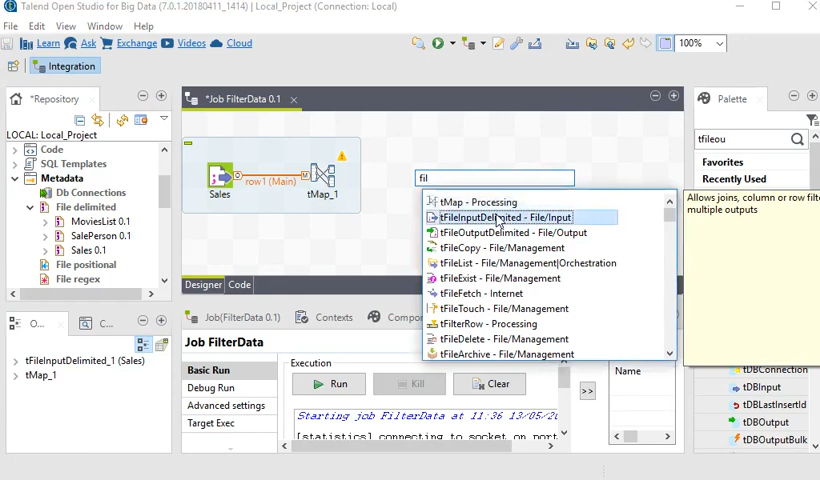 Talend Open Studio for Big Data (7.0.1.20180411_1414) | Local_Project (Connection: Local)
File Edit View Window Help
Learn Ask Exchange Videos Cloud 100%
Integration
*Repository
LOCAL: Local_Project
Code
SQL Templates
Metadata
Db Connections
File delimited
MoviesList 0.1
SalePerson 0.1
Sales 0.1
File positional
File regex
*Job FilterData 0.1
Sales
row1 (Main)
tMap_1
fil
tMap - Processing
tFileInputDelimited - File/Input
tFileOutputDelimited - File/Output
tFileCopy - File/Management
tFileList - File/Management|Orchestration
tFileExist - File/Management
tFileFetch - Internet
tFileTouch - File/Management
tFilterRow - Processing
tFileDelete - File/Management
tFileArchive - File/Management
Palette
tfileou
Favorites
Recently Used
Allows joins, column or row filte
multiple outputs
tDBConnection
tDBInput
tDBLastInsertId
tDBOutput
tDBOutputBulk
Designer Code
O... C...
tFileInputDelimited_1 (Sales)
tMap_1
Job(FilterData 0.1) Contexts Compon
Job FilterData
Basic Run
Debug Run
Advanced settings
Target Exec
Execution
Run Kill Clear
Starting job FilterData at 11:36 13/05/20
[statistics] connecting to socket on port
>>
Name